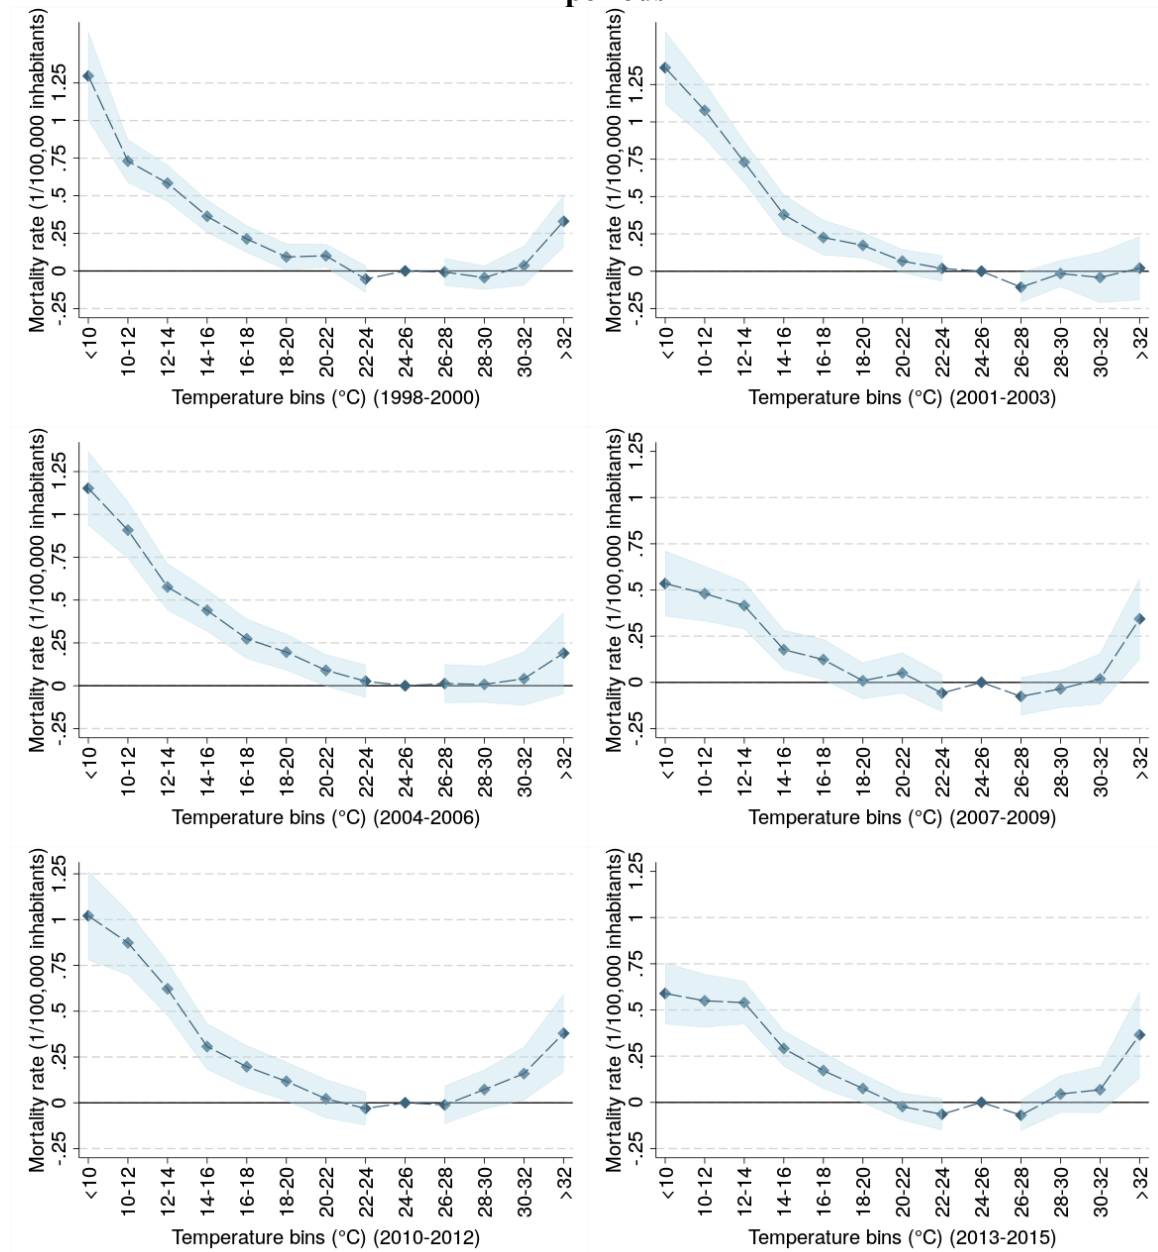 Mortality rate (1/100,000 inhabitants)
1.25
1
.75
.5
.25
0
-.25
<10 10-12 12-14 14-16 16-18 18-20 20-22 22-24 24-26 26-28 28-30 30-32 >32
Temperature bins (°C) (1998-2000)
Mortality rate (1/100,000 inhabitants)
1.25
1
.75
.5
.25
0
-.25
<10 10-12 12-14 14-16 16-18 18-20 20-22 22-24 24-26 26-28 28-30 30-32 >32
Temperature bins (°C) (2001-2003)
Mortality rate (1/100,000 inhabitants)
1.25
1
.75
.5
.25
0
-.25
<10 10-12 12-14 14-16 16-18 18-20 20-22 22-24 24-26 26-28 28-30 30-32 >32
Temperature bins (°C) (2004-2006)
Mortality rate (1/100,000 inhabitants)
1.25
1
.75
.5
.25
0
-.25
<10 10-12 12-14 14-16 16-18 18-20 20-22 22-24 24-26 26-28 28-30 30-32 >32
Temperature bins (°C) (2007-2009)
Mortality rate (1/100,000 inhabitants)
1.25
1
.75
.5
.25
0
-.25
<10 10-12 12-14 14-16 16-18 18-20 20-22 22-24 24-26 26-28 28-30 30-32 >32
Temperature bins (°C) (2010-2012)
Mortality rate (1/100,000 inhabitants)
1.25
1
.75
.5
.25
0
-.25
<10 10-12 12-14 14-16 16-18 18-20 20-22 22-24 24-26 26-28 28-30 30-32 >32
Temperature bins (°C) (2013-2015)